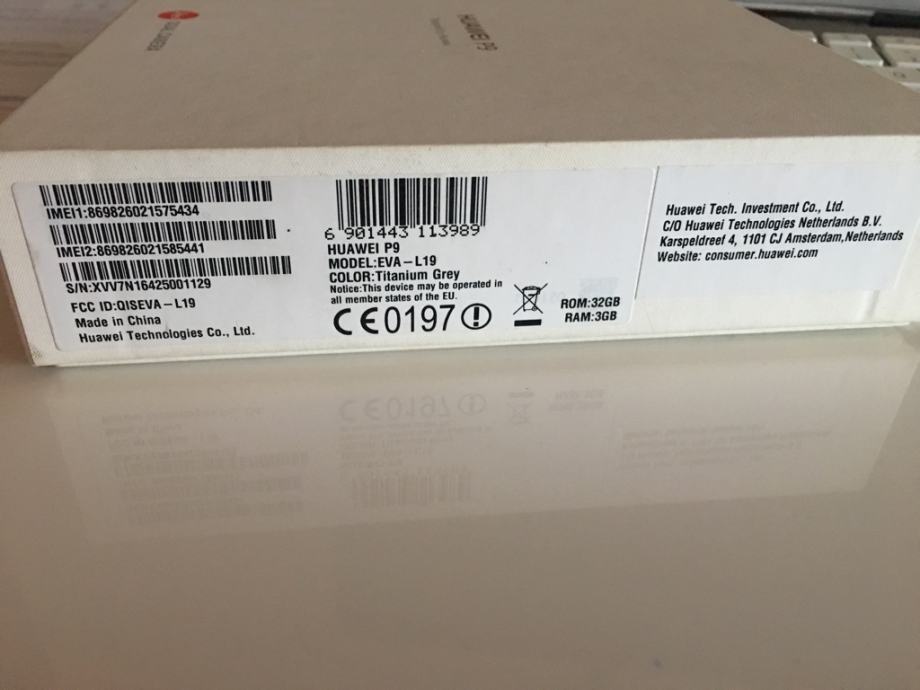 HUAWEI P9
IMEI1:869826021575434
IMEI2:869826021585441
S/N:XVV7N16425001129
FCC ID:QISEVA-L19
Made in China
Huawei Technologies Co., Ltd.
6 901443 113989
HUAWEI P9
MODEL:EVA-L19
COLOR:Titanium Grey
Notice:This device may be operated in
all member states of the EU.
CE0197
ROM:32GB
RAM:3GB
Huawei Tech. Investment Co., Ltd.
C/O Huawei Technologies Netherlands B.V.
Karspeldreef 4, 1101 CJ Amsterdam,Netherlands
Website: consumer.huawei.com